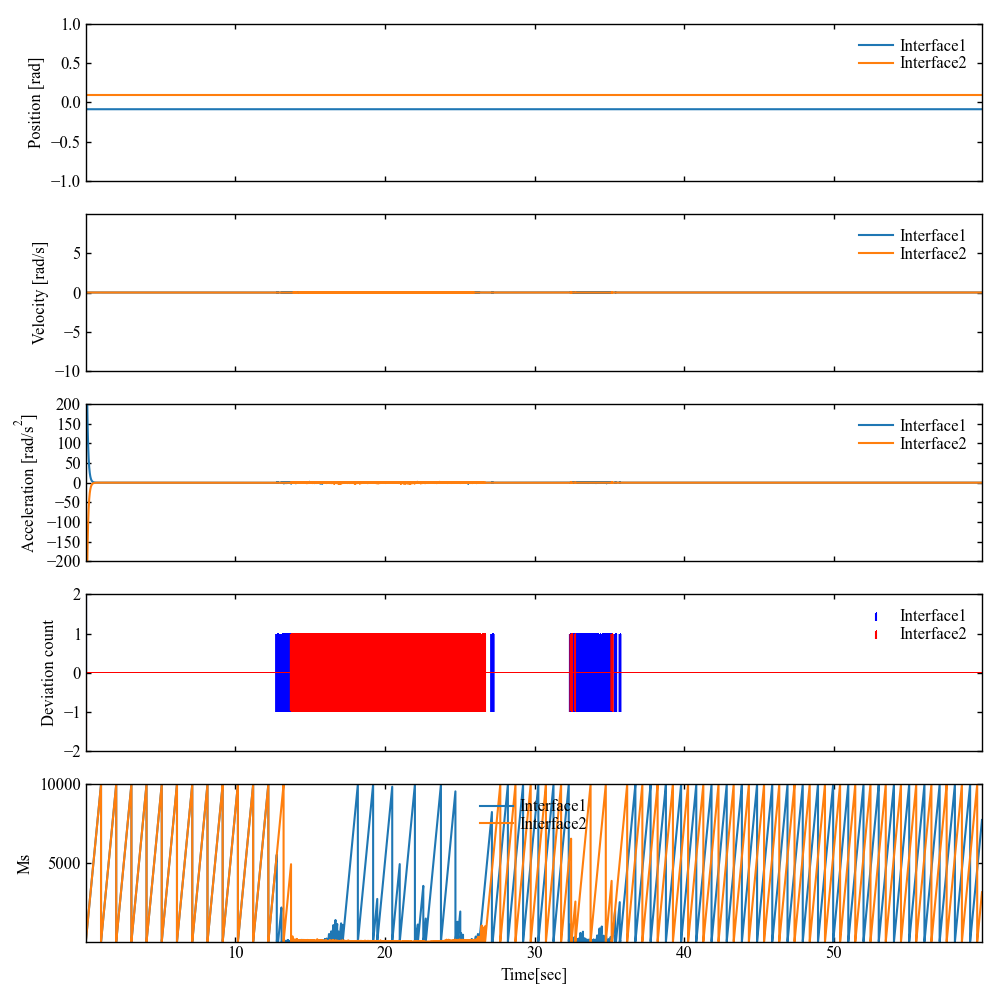 1.0
0.5
0.0
−0.5
−1.0
Position [rad]
Interface1
Interface2
5
0
−5
−10
Velocity [rad/s]
Interface1
Interface2
200
150
100
50
0
−50
−100
−150
−200
Acceleration [rad/s²]
Interface1
Interface2
2
1
0
−1
−2
Deviation count
Interface1
Interface2
10000
5000
Ms
Interface1
Interface2
10 20 30 40 50
Time[sec]